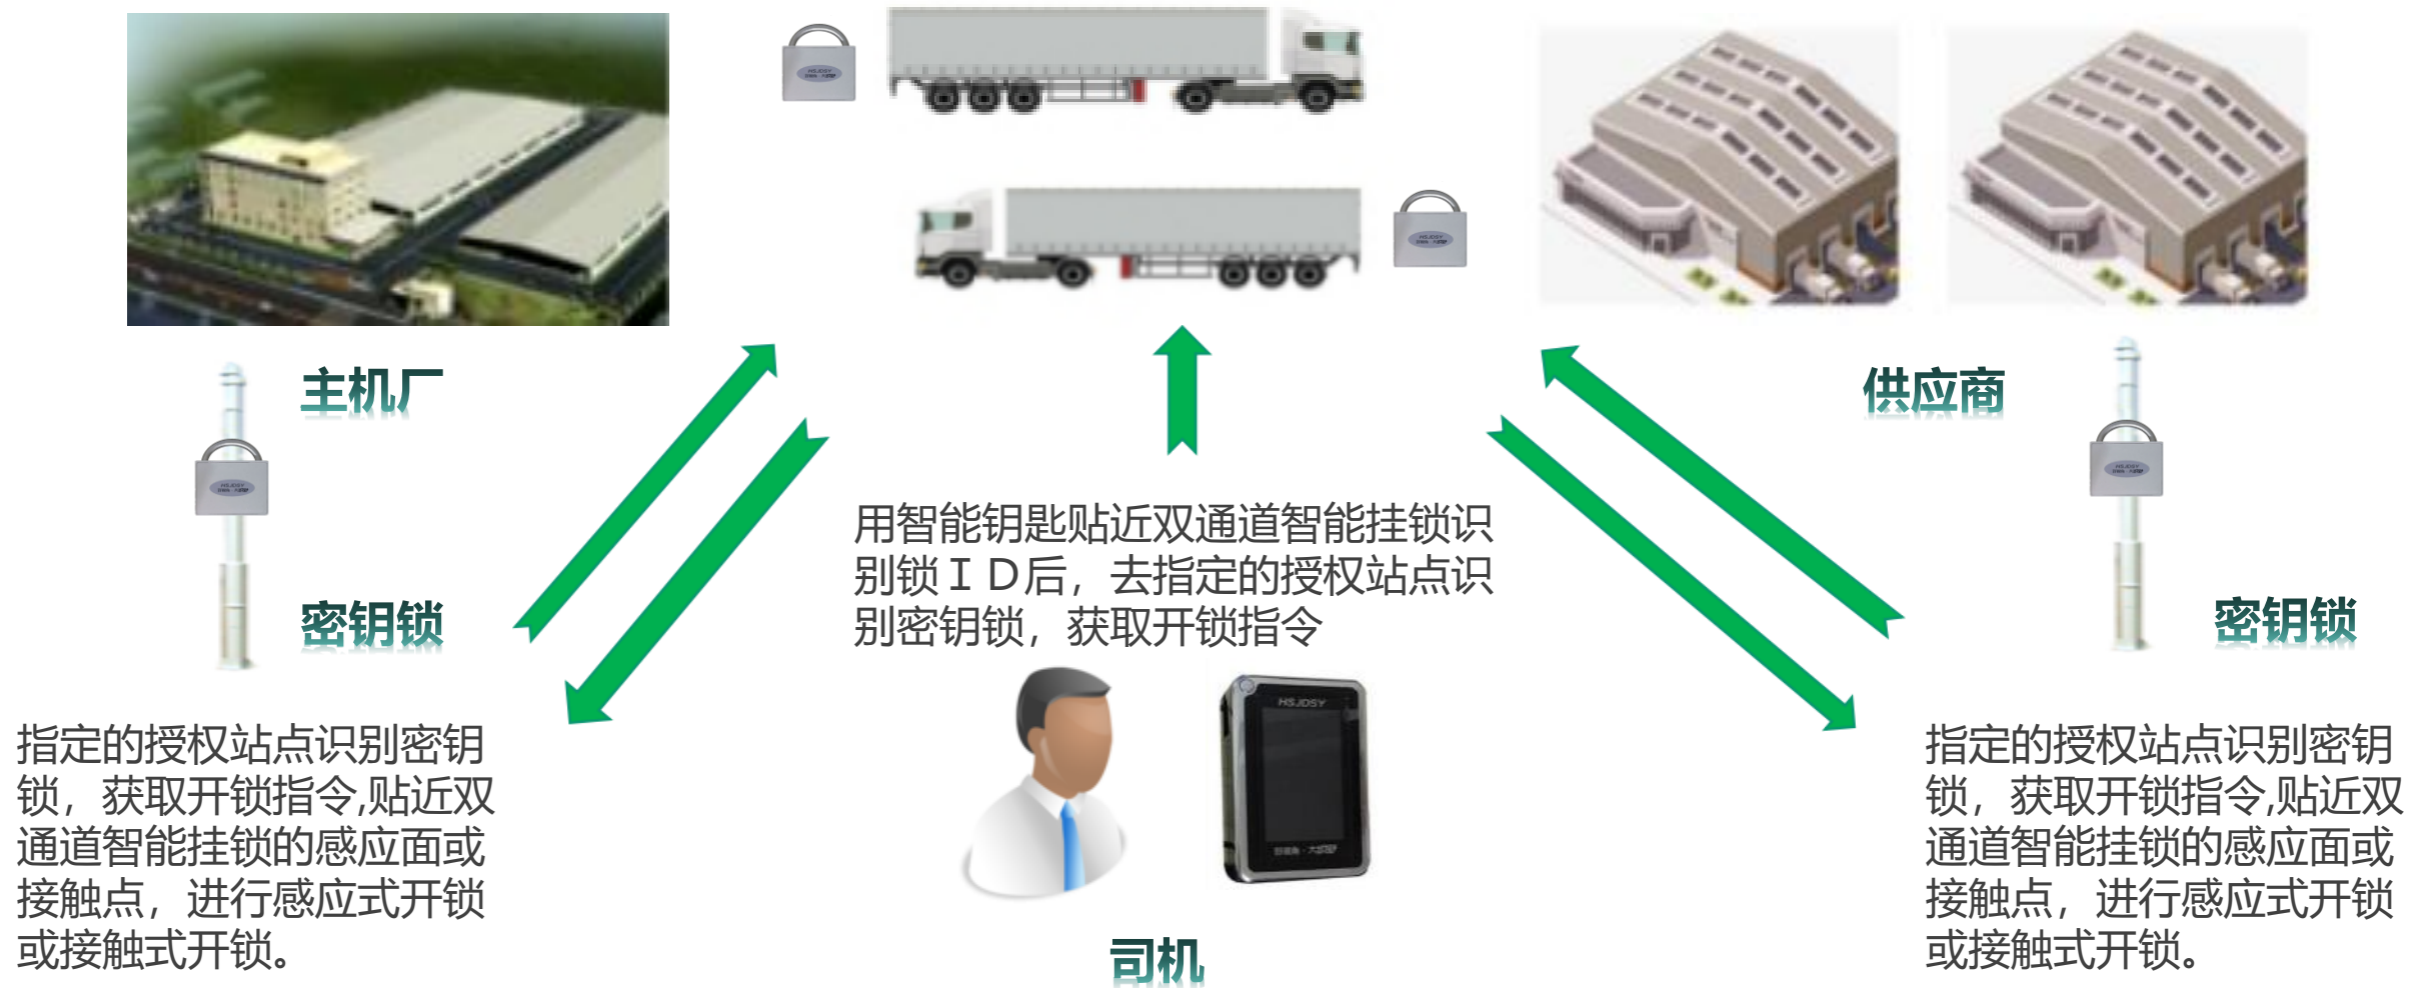 HSJDSY
HSJDSY
主机厂
供应商
HSJDSY
HSJDSY
用智能钥匙贴近双通道智能挂锁识
别锁ＩＤ后，去指定的授权站点识
别密钥锁，获取开锁指令
密钥锁
密钥锁
HSJDSY
指定的授权站点识别密钥
锁，获取开锁指令,贴近双
通道智能挂锁的感应面或
接触点，进行感应式开锁
或接触式开锁。
指定的授权站点识别密钥
锁，获取开锁指令,贴近双
通道智能挂锁的感应面或
接触点，进行感应式开锁
或接触式开锁。
司机